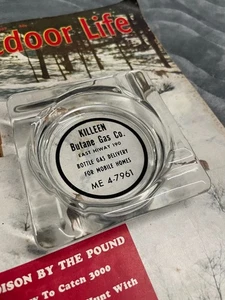 door Life
KILLEEN
Butane Gas Co.
EAST HIWAY 190
BOTTLE GAS DELIVERY
FOR MOBILE HOMES
ME 4-7961
ISON BY THE POUND
To Catch 3000
Hunt With